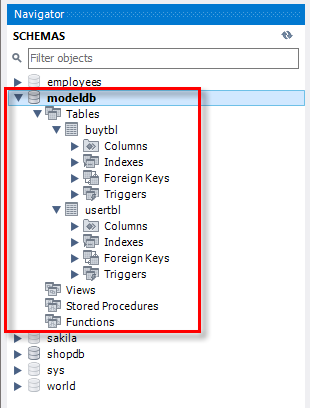 Navigator
SCHEMAS
Filter objects
employees
modeldb
Tables
buytbl
Columns
Indexes
Foreign Keys
Triggers
usertbl
Columns
Indexes
Foreign Keys
Triggers
Views
Stored Procedures
Functions
sakila
shopdb
sys
world